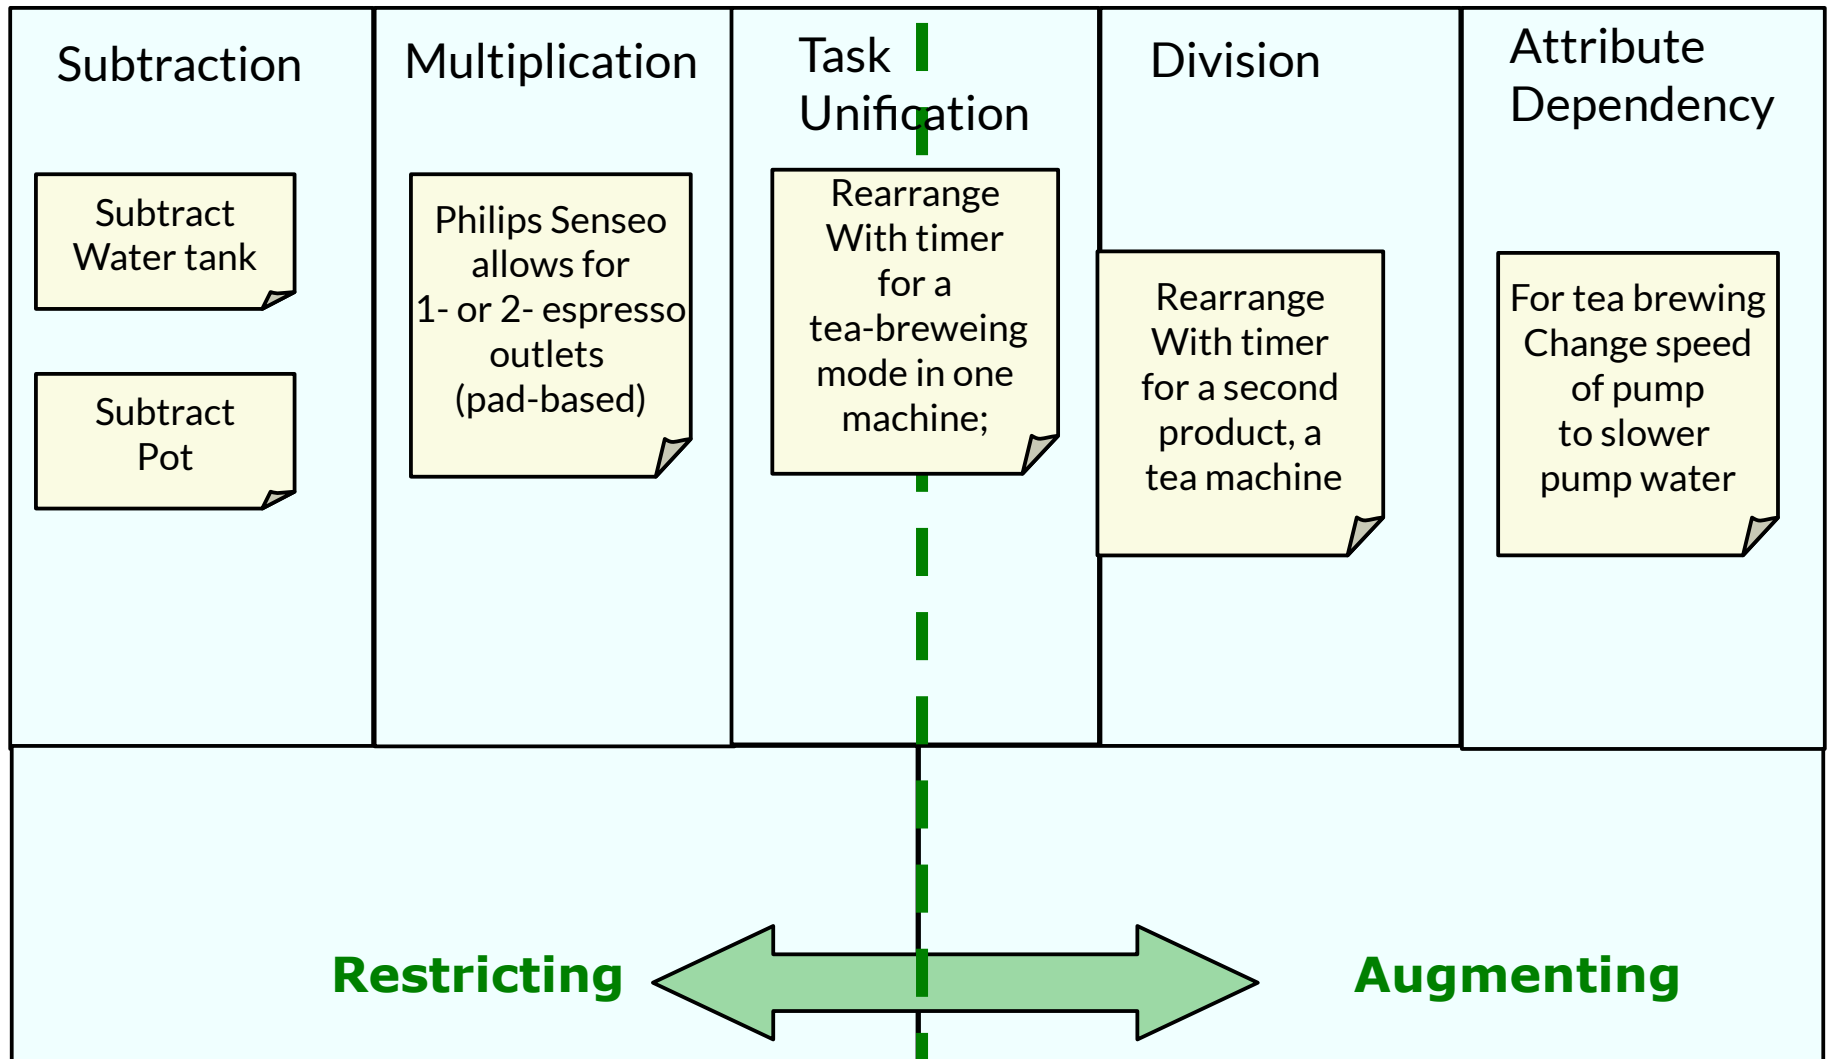 Subtraction
Subtract
Water tank
Subtract
Pot
Multiplication
Philips Senseo
allows for
1- or 2- espresso
outlets
(pad-based)
Task
Unification
Rearrange
With timer
for a
tea-breweing
mode in one
machine;
Division
Rearrange
With timer
for a second
product, a
tea machine
Attribute
Dependency
For tea brewing
Change speed
of pump
to slower
pump water
Restricting
Augmenting